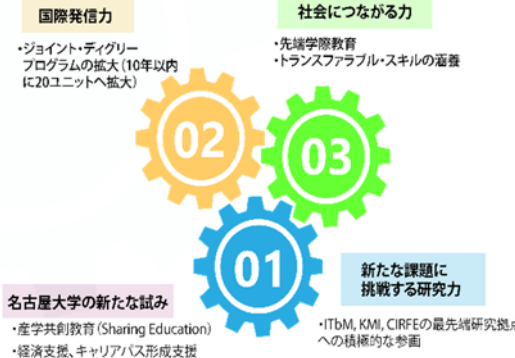 国際発信力
・ジョイント・ディグリー
プログラムの拡大(10年以内
に20ユニットへ拡大)
社会につながる力
・先端学際教育
・トランスファラブル・スキルの涵養
02
03
01
新たな課題に
挑戦する研究力
・ITbM, KMI, CIRFEの最先端研究拠点
への積極的な参画
名古屋大学の新たな試み
・産学共創教育(Sharing Education)
・経済支援、キャリアパス形成支援